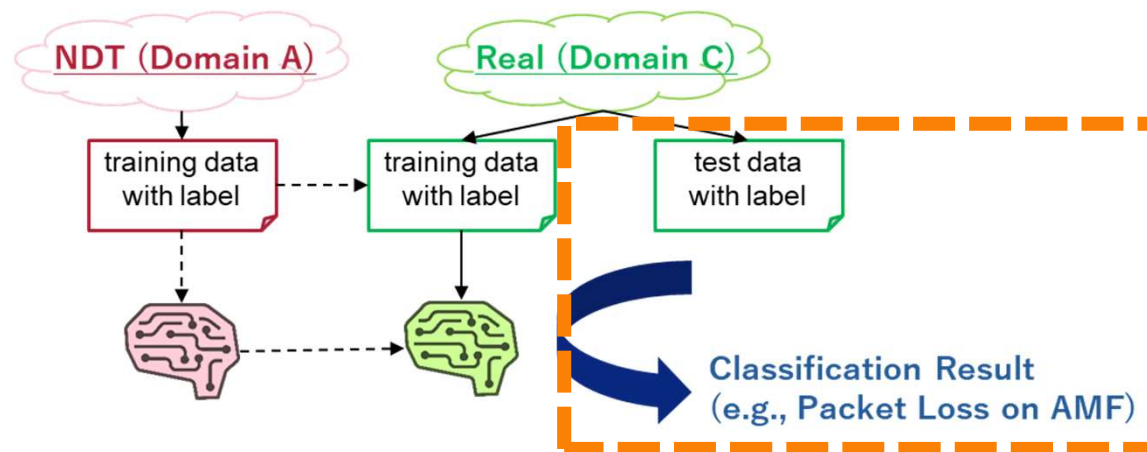 NDT (Domain A)
Real (Domain C)
training data
with label
training data
with label
test data
with label
Classification Result
(e.g., Packet Loss on AMF)